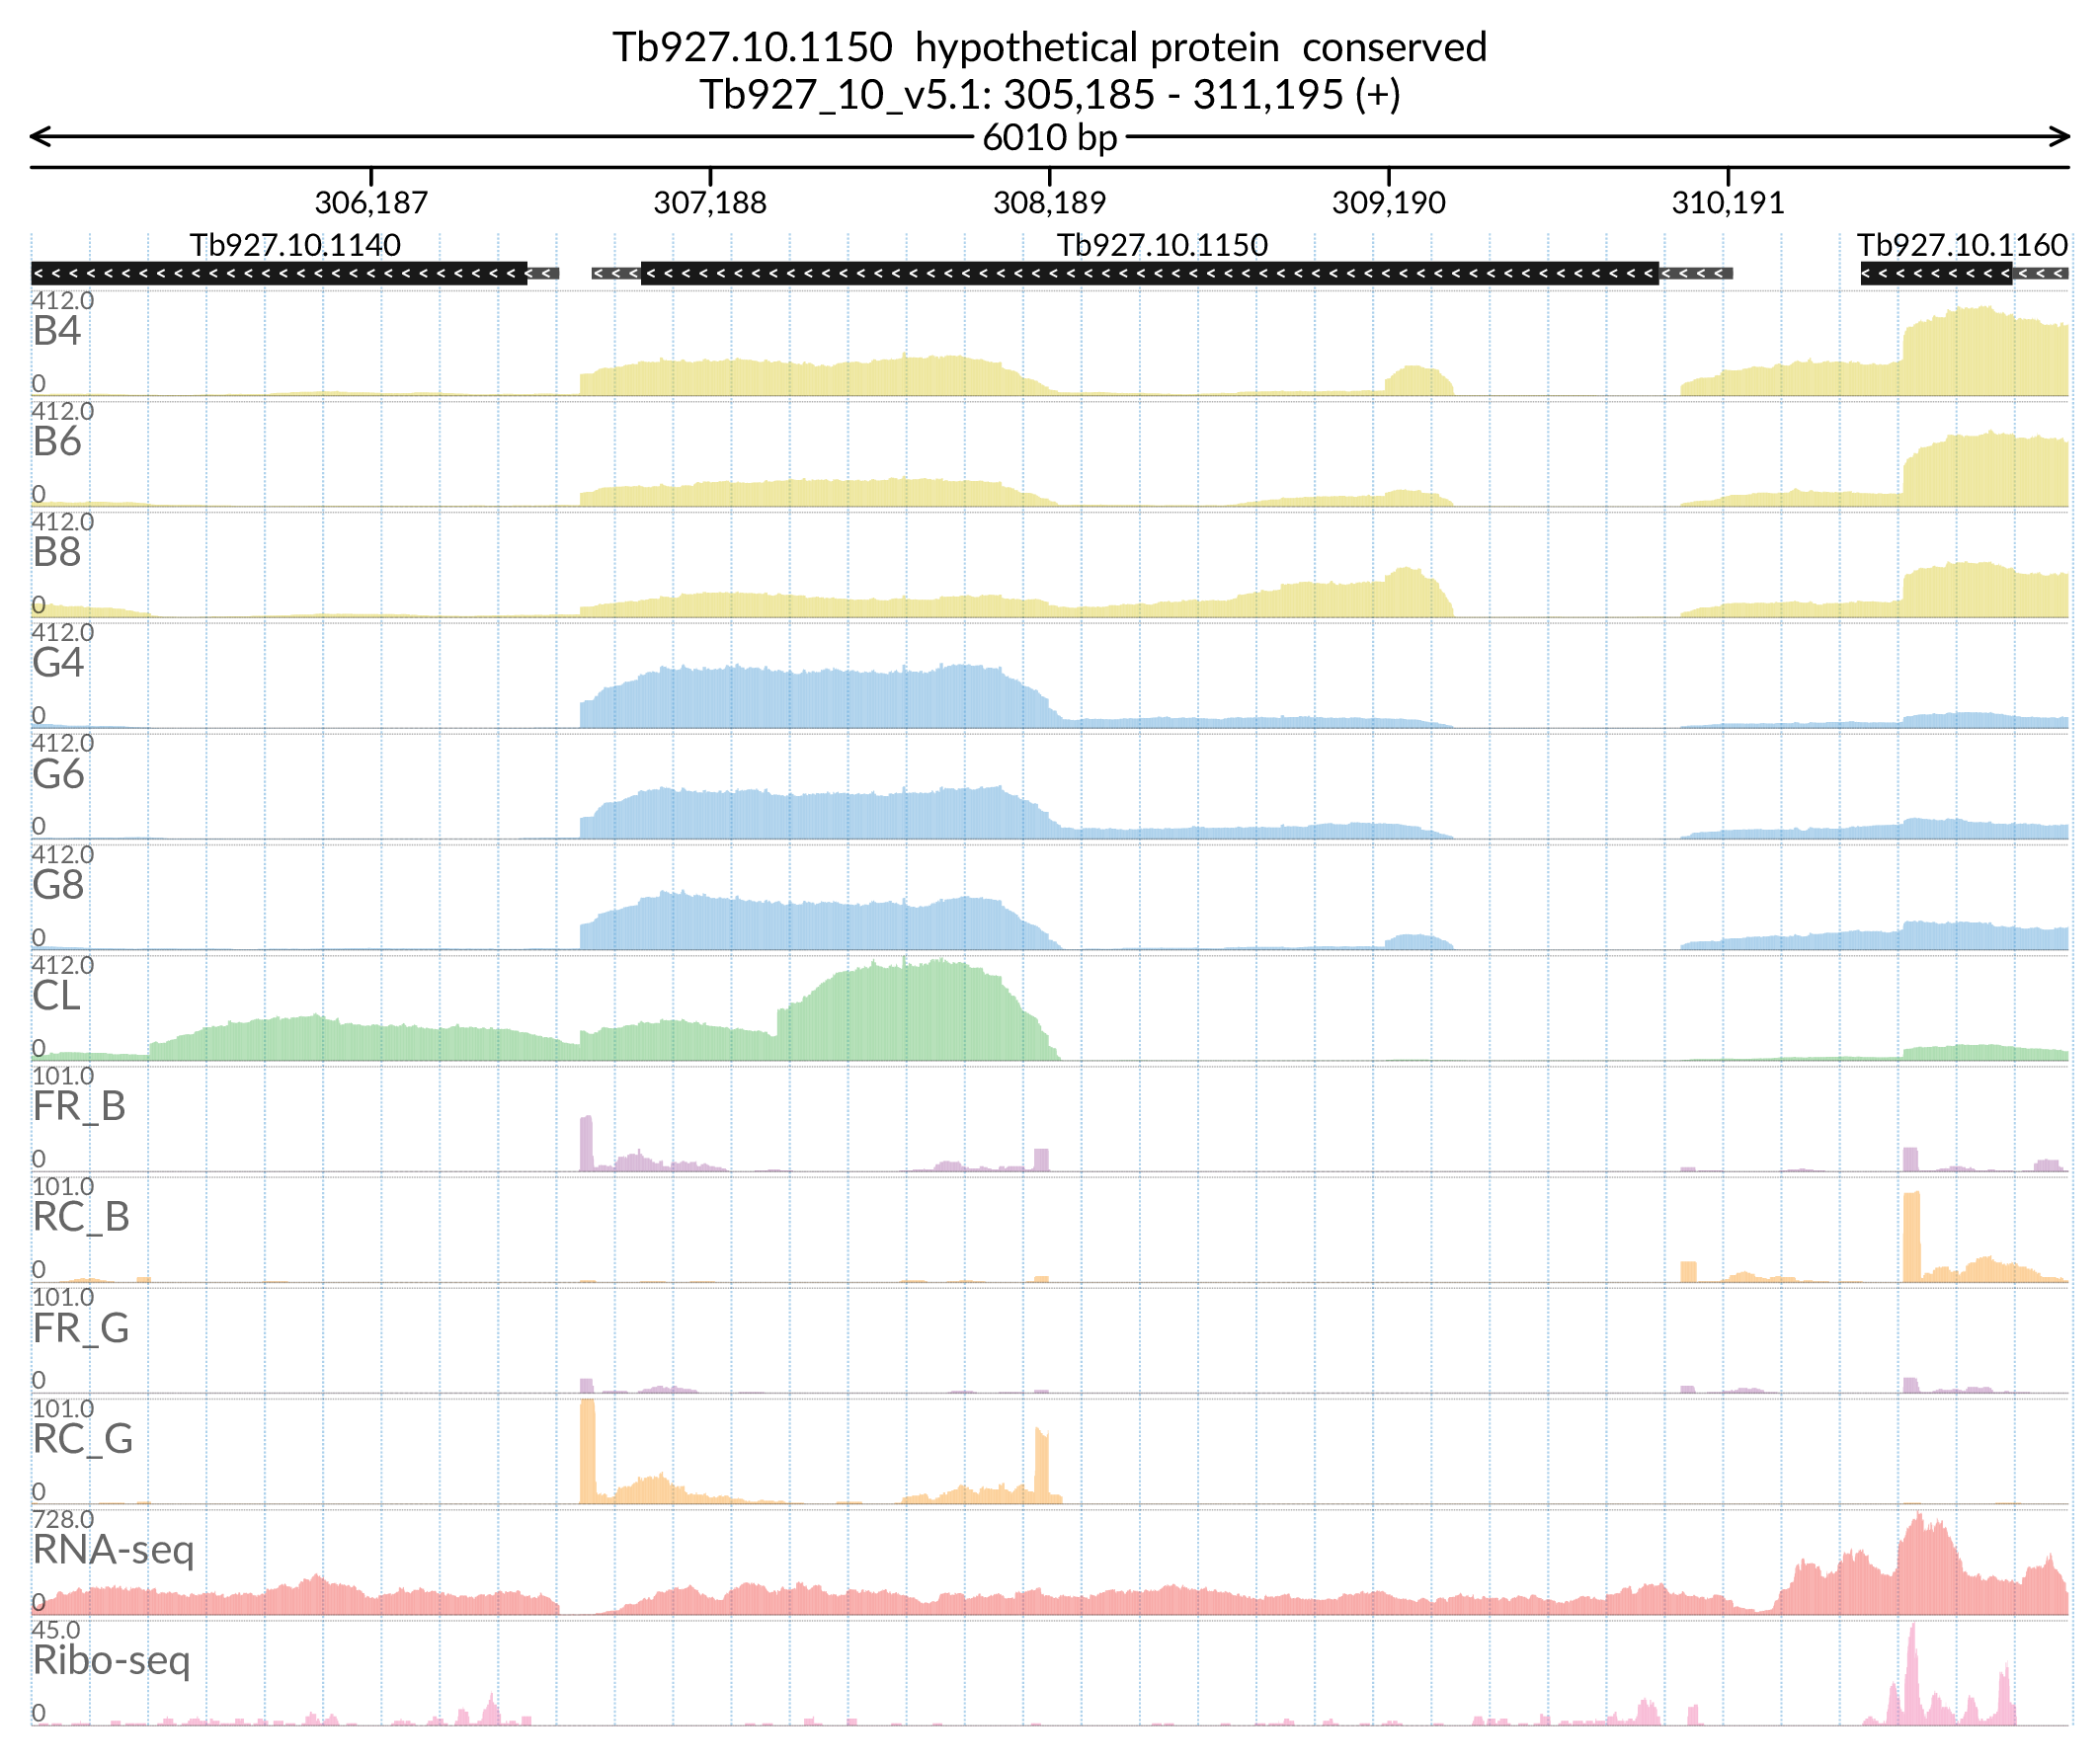 Tb927.10.1150 hypothetical protein conserved
Tb927_10_v5.1: 305,185 - 311,195 (+)
6010 bp
306,187 307,188 308,189 309,190 310,191
Tb927.10.1140 Tb927.10.1150 Tb927.10.1160
412.0
B4
0
412.0
B6
0
412.0
B8
0
412.0
G4
0
412.0
G6
0
412.0
G8
0
412.0
CL
0
101.0
FR_B
0
101.0
RC_B
0
101.0
FR_G
0
101.0
RC_G
0
728.0
RNA-seq
0
45.0
Ribo-seq
0